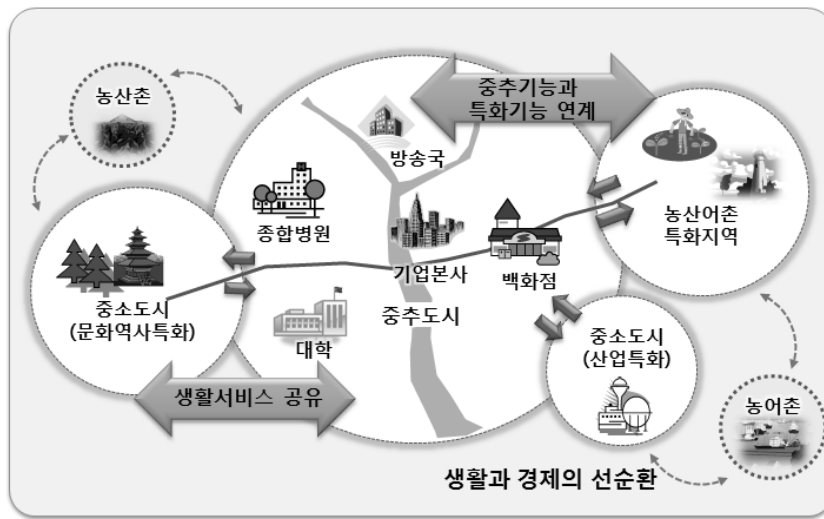 중추기능과
특화기능 연계
농산촌
방송국
종합병원
농산어촌
특화지역
기업본사
백화점
중소도시
(문화역사특화)
중추도시
대학
중소도시
(산업특화)
생활서비스 공유
농어촌
생활과 경제의 선순환